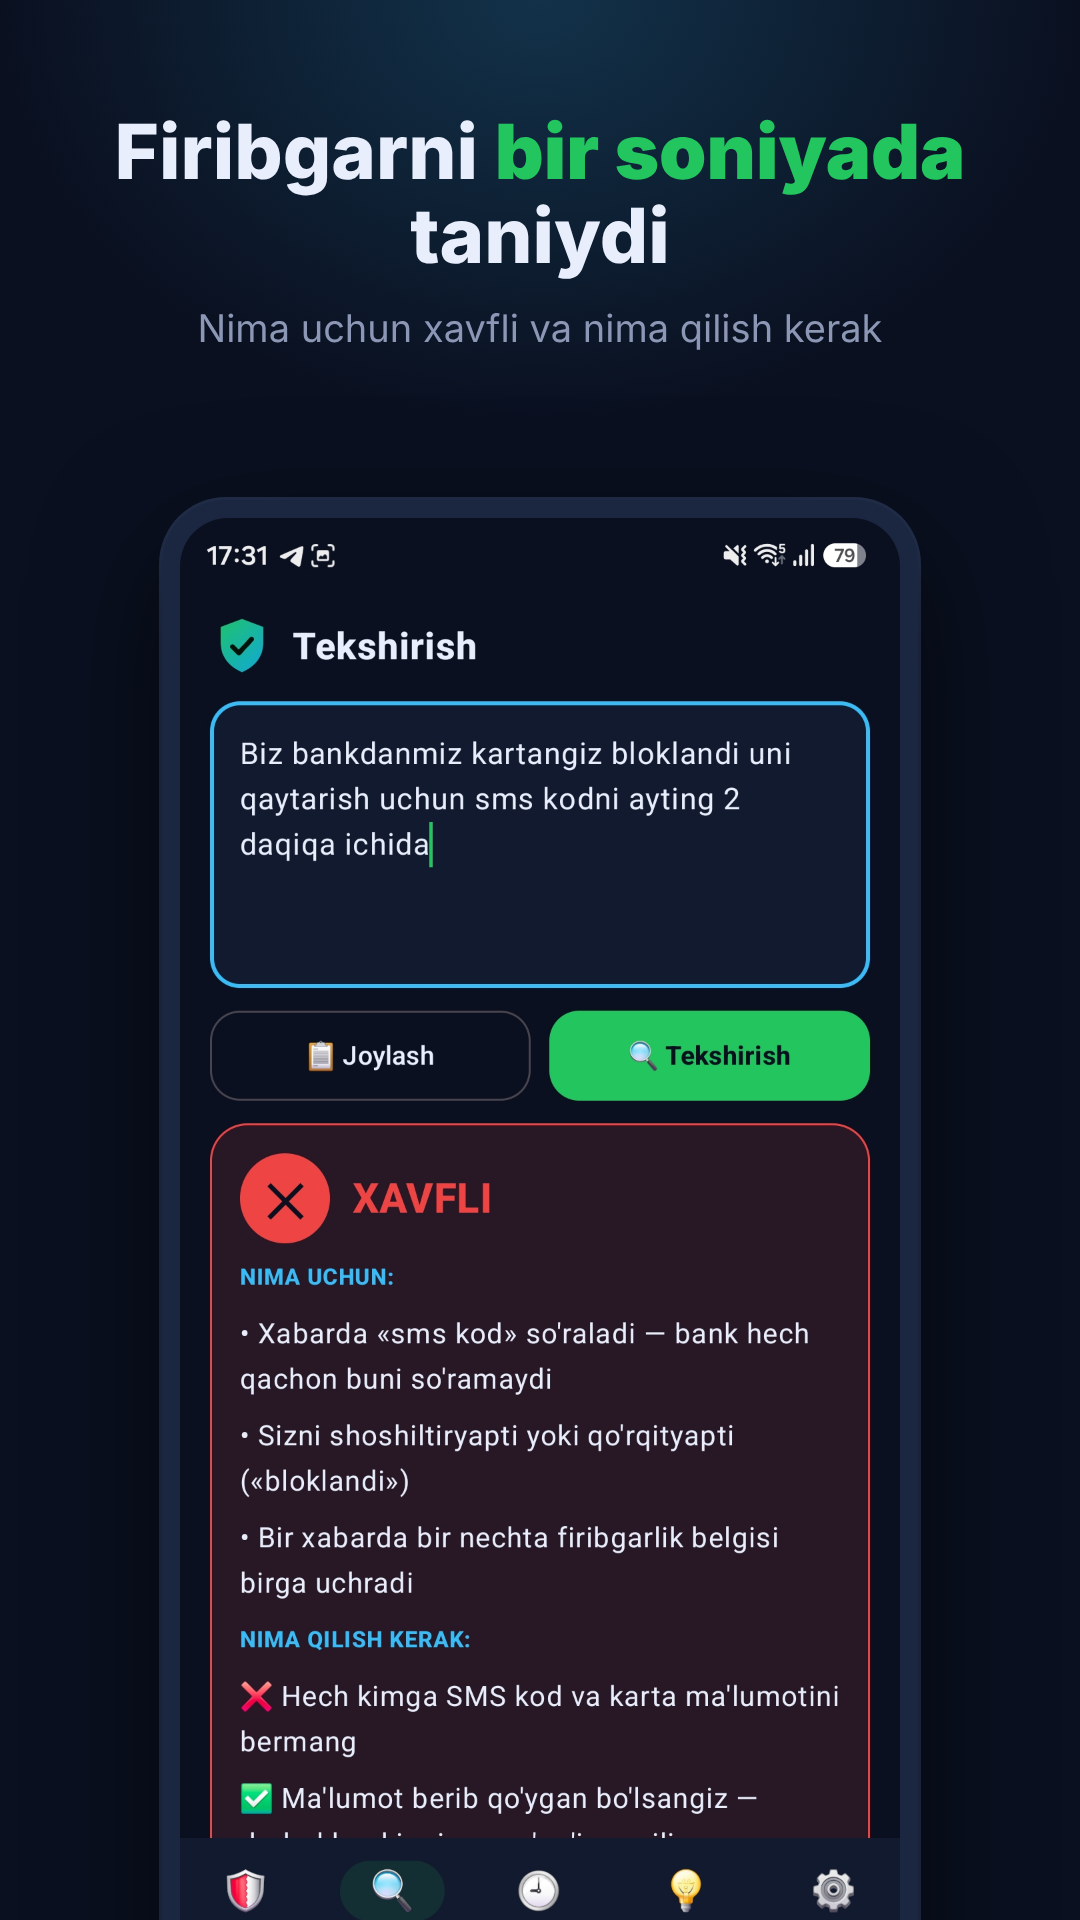 Firibgarni bir soniyada
taniydi
Nima uchun xavfli va nima qilish kerak
17:31
5
79
Tekshirish
Biz bankdanmiz kartangiz bloklandi uni
qaytarish uchun sms kodni ayting 2
daqiqa ichida
📋 Joylash
🔍 Tekshirish
XAVFLI
NIMA UCHUN:
• Xabarda «sms kod» so'raladi — bank hech
qachon buni so'ramaydi
• Sizni shoshiltiryapti yoki qo'rqityapti
(«bloklandi»)
• Bir xabarda bir nechta firibgarlik belgisi
birga uchradi
NIMA QILISH KERAK:
❌ Hech kimga SMS kod va karta ma'lumotini
bermang
✅ Ma'lumot berib qo'ygan bo'lsangiz —